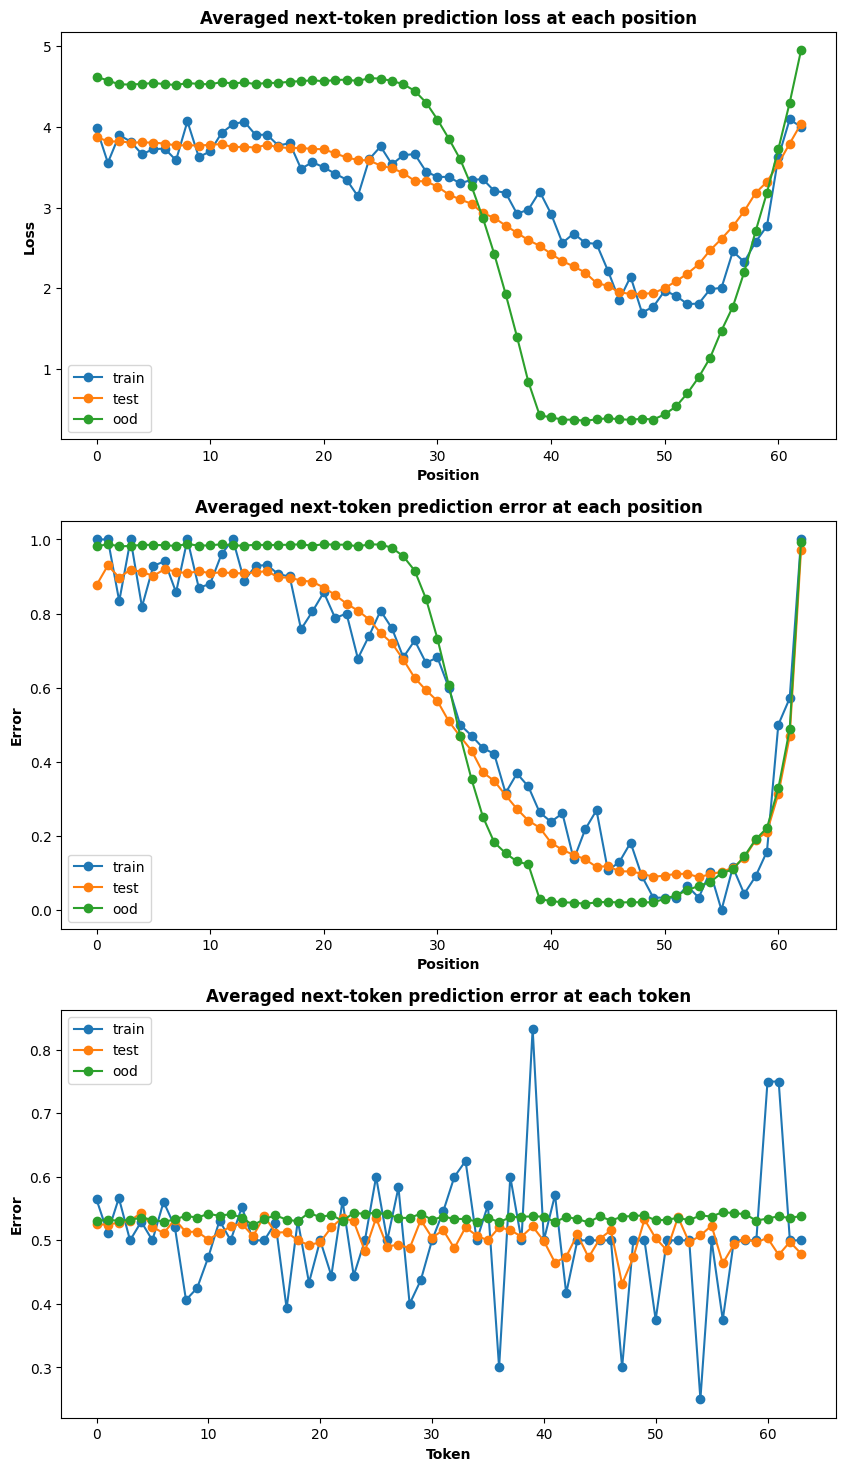 Averaged next-token prediction loss at each position
5
4
3
2
1
Loss
train
test
ood
0 10 20 30 40 50 60
Position
Averaged next-token prediction error at each position
1.0
0.8
0.6
0.4
0.2
0.0
Error
train
test
ood
0 10 20 30 40 50 60
Position
Averaged next-token prediction error at each token
train
test
ood
0.8
0.7
0.6
0.5
0.4
0.3
Error
0 10 20 30 40 50 60
Token